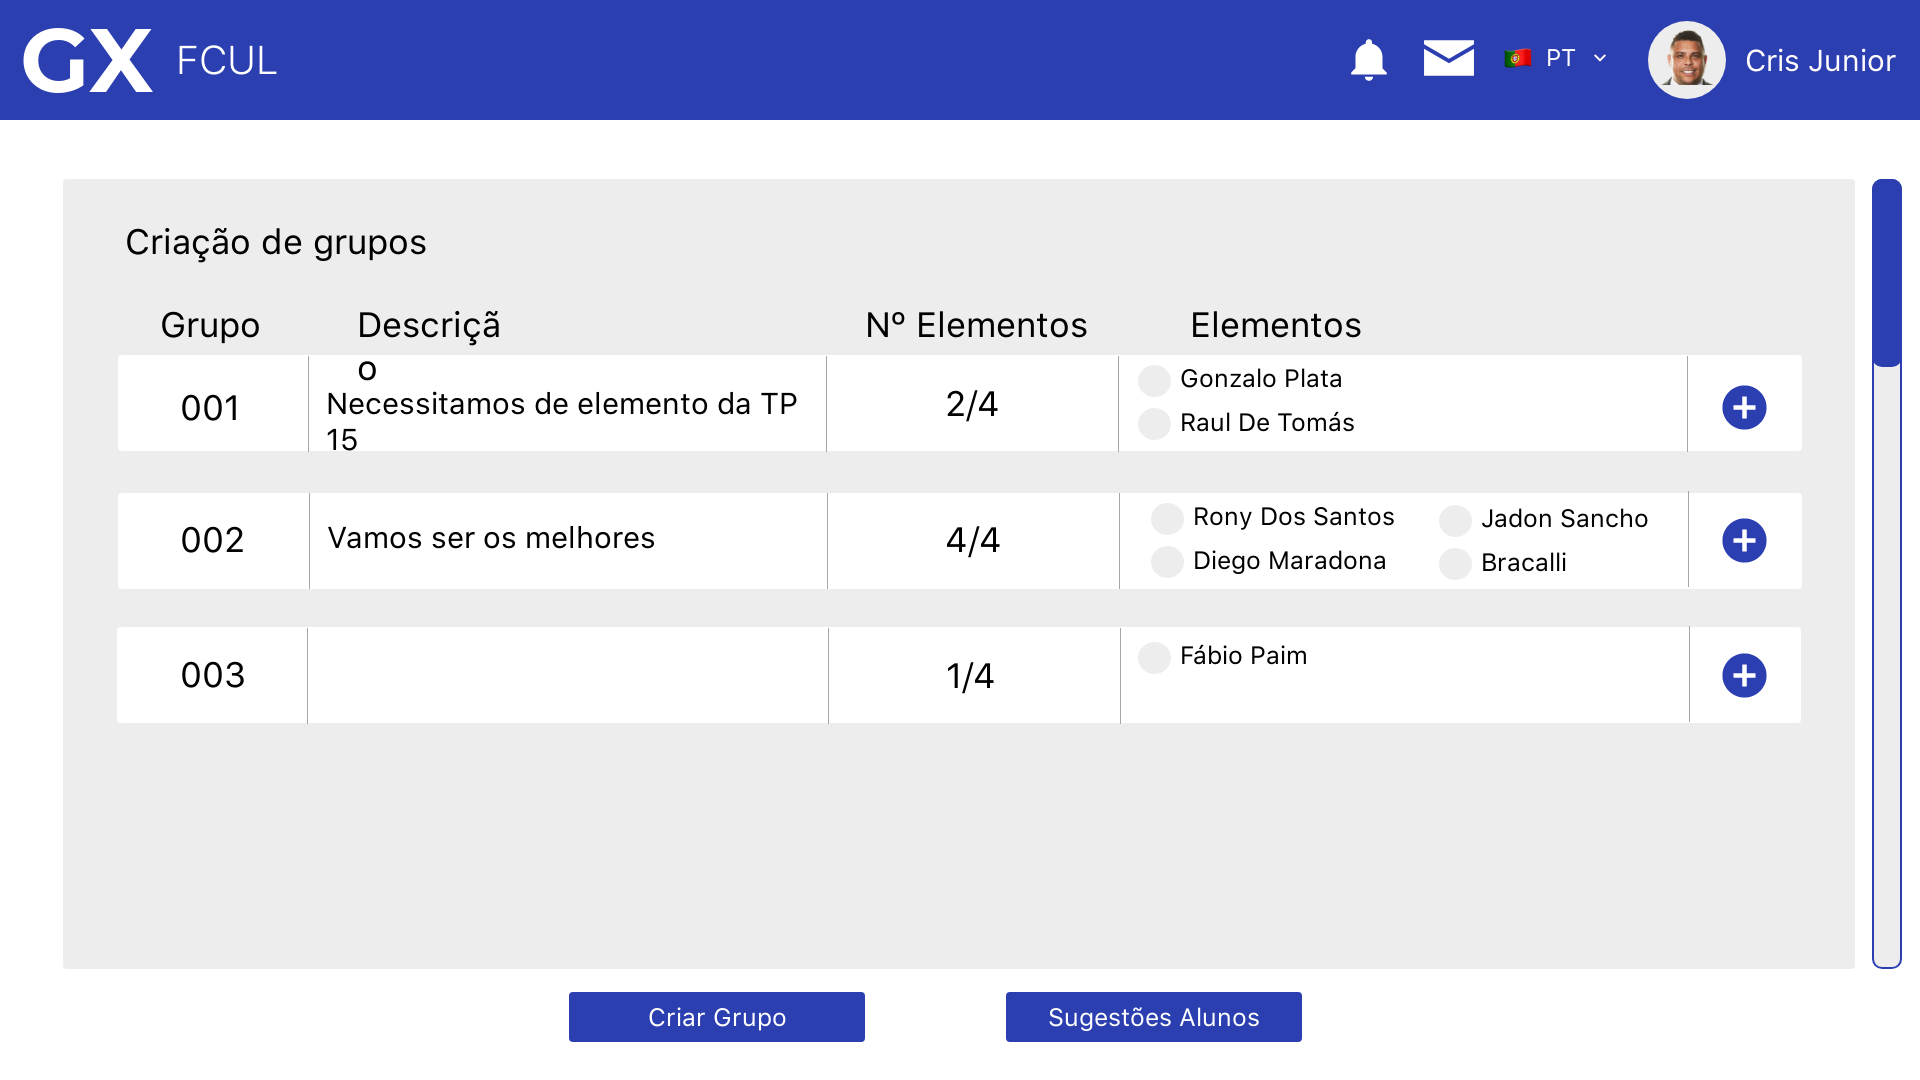 GX FCUL
PT
Cris Junior
Criação de grupos
Grupo
Descriçã
o
Nº Elementos
Elementos
001
Necessitamos de elemento da TP
15
2/4
Gonzalo Plata
Raul De Tomás
002
Vamos ser os melhores
4/4
Rony Dos Santos
Jadon Sancho
Diego Maradona
Bracalli
003
1/4
Fábio Paim
Criar Grupo
Sugestões Alunos